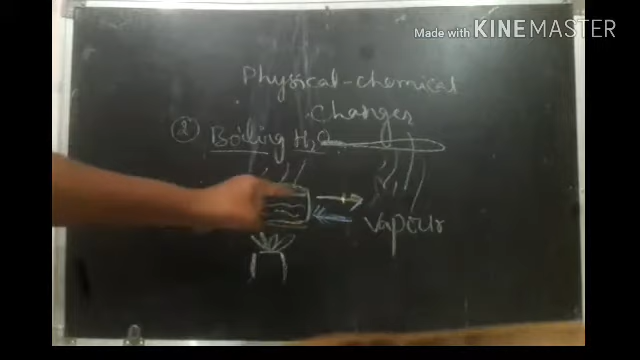 Made with KINEMASTER
Physical-chemical
Changes
② Boiling H₂O
Vapour